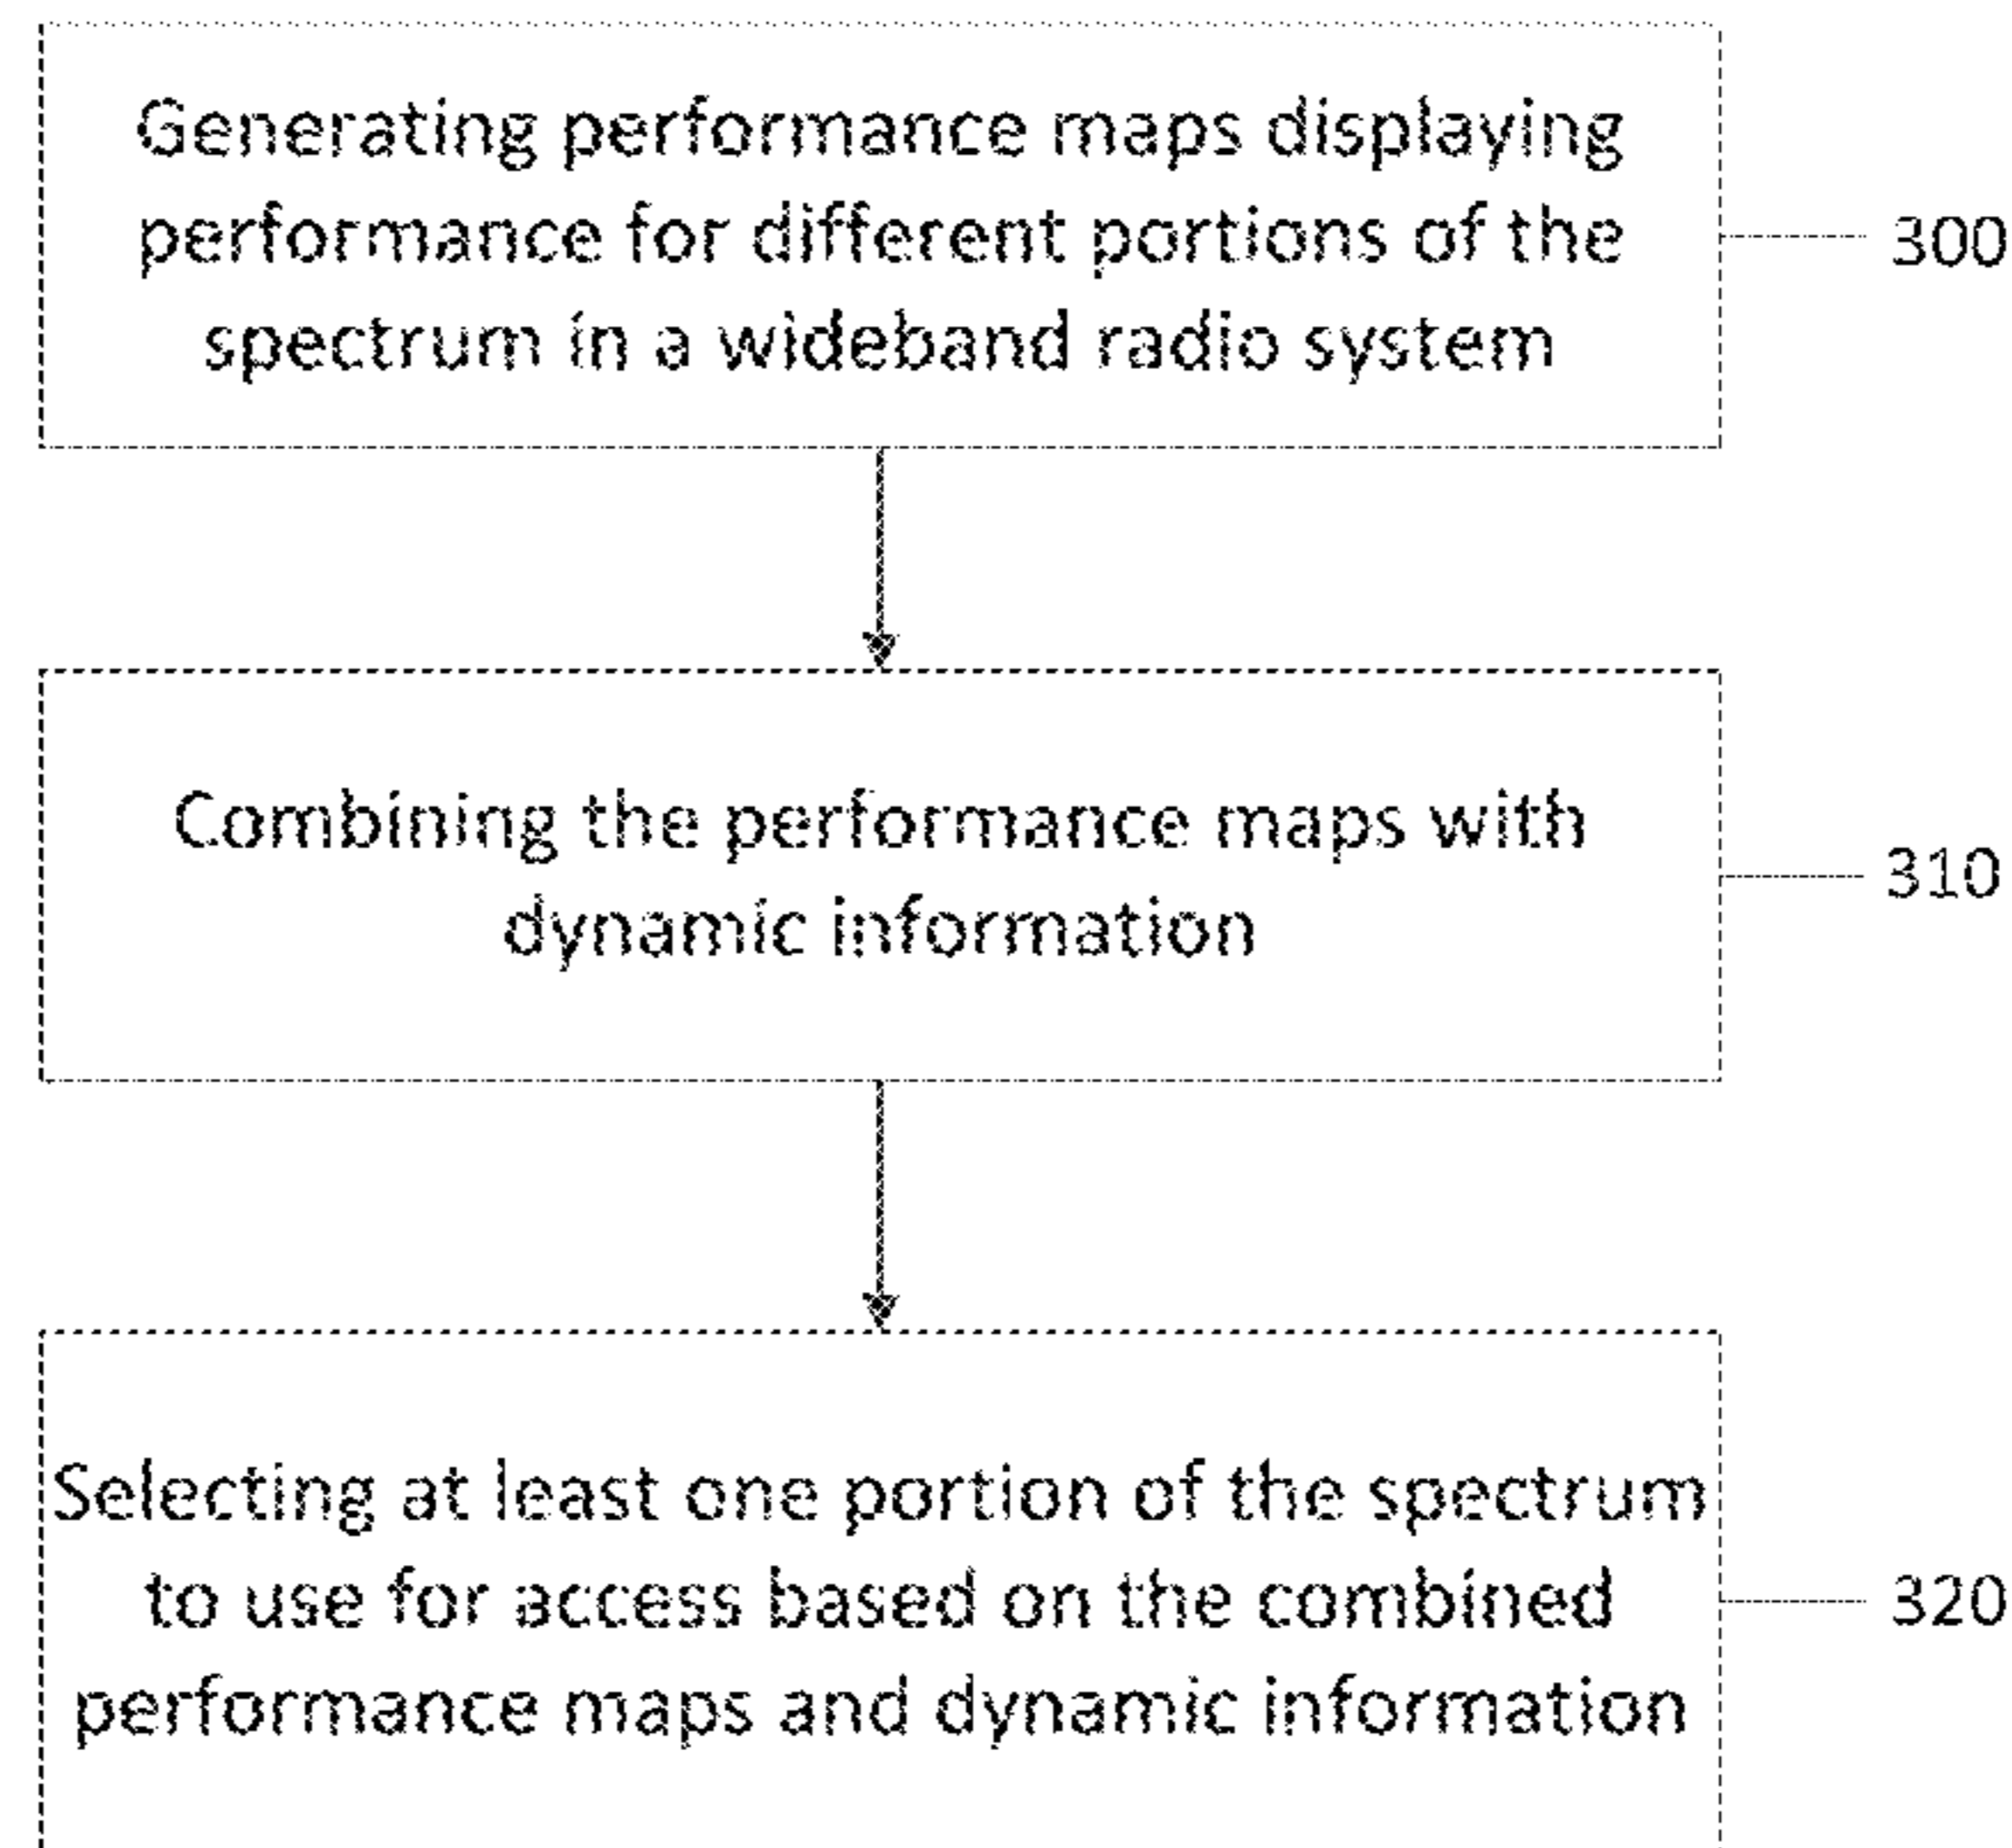 Generating performance maps displaying
performance for different portions of the
spectrum in a wideband radio system
300
Combining the performance maps with
dynamic information
310
Selecting at least one portion of the spectrum
to use for access based on the combined
performance maps and dynamic information
320